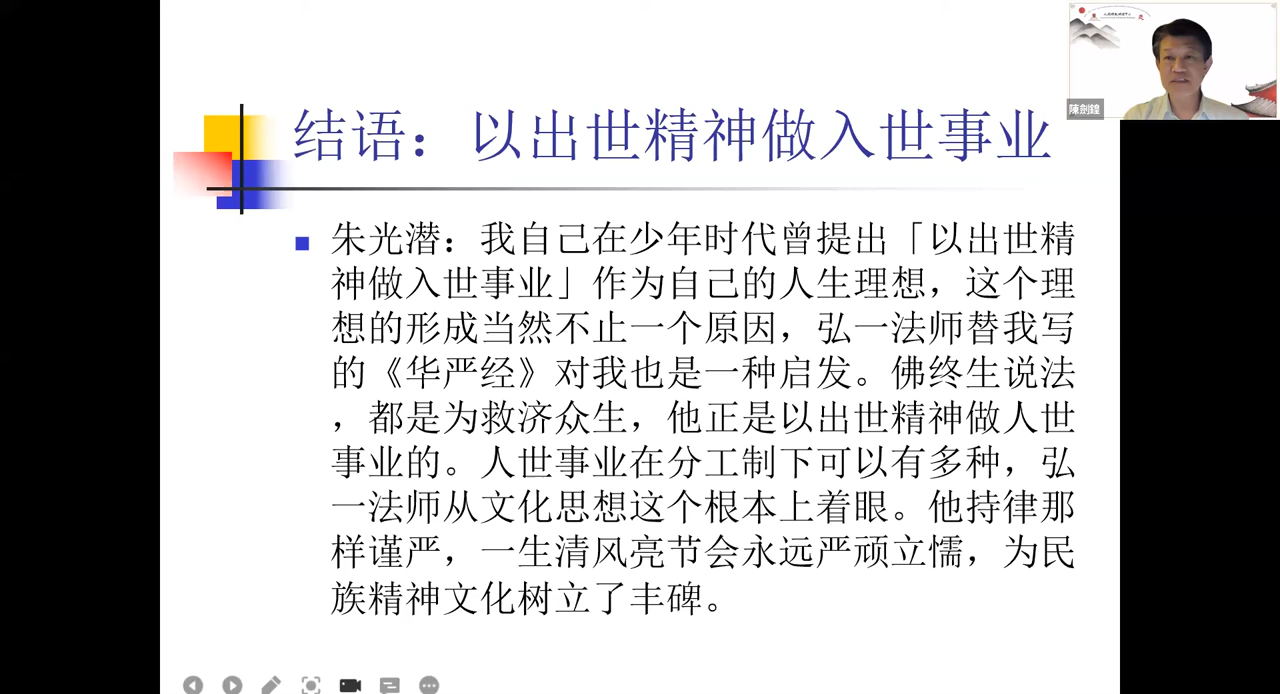 陳劍鍠
结语：以出世精神做入世事业
朱光潜：我自己在少年时代曾提出「以出世精
神做入世事业」作为自己的人生理想，这个理
想的形成当然不止一个原因，弘一法师替我写
的《华严经》对我也是一种启发。佛终生说法
，都是为救济众生，他正是以出世精神做人世
事业的。人世事业在分工制下可以有多种，弘
一法师从文化思想这个根本上着眼。他持律那
样谨严，一生清风亮节会永远严顽立懦，为民
族精神文化树立了丰碑。